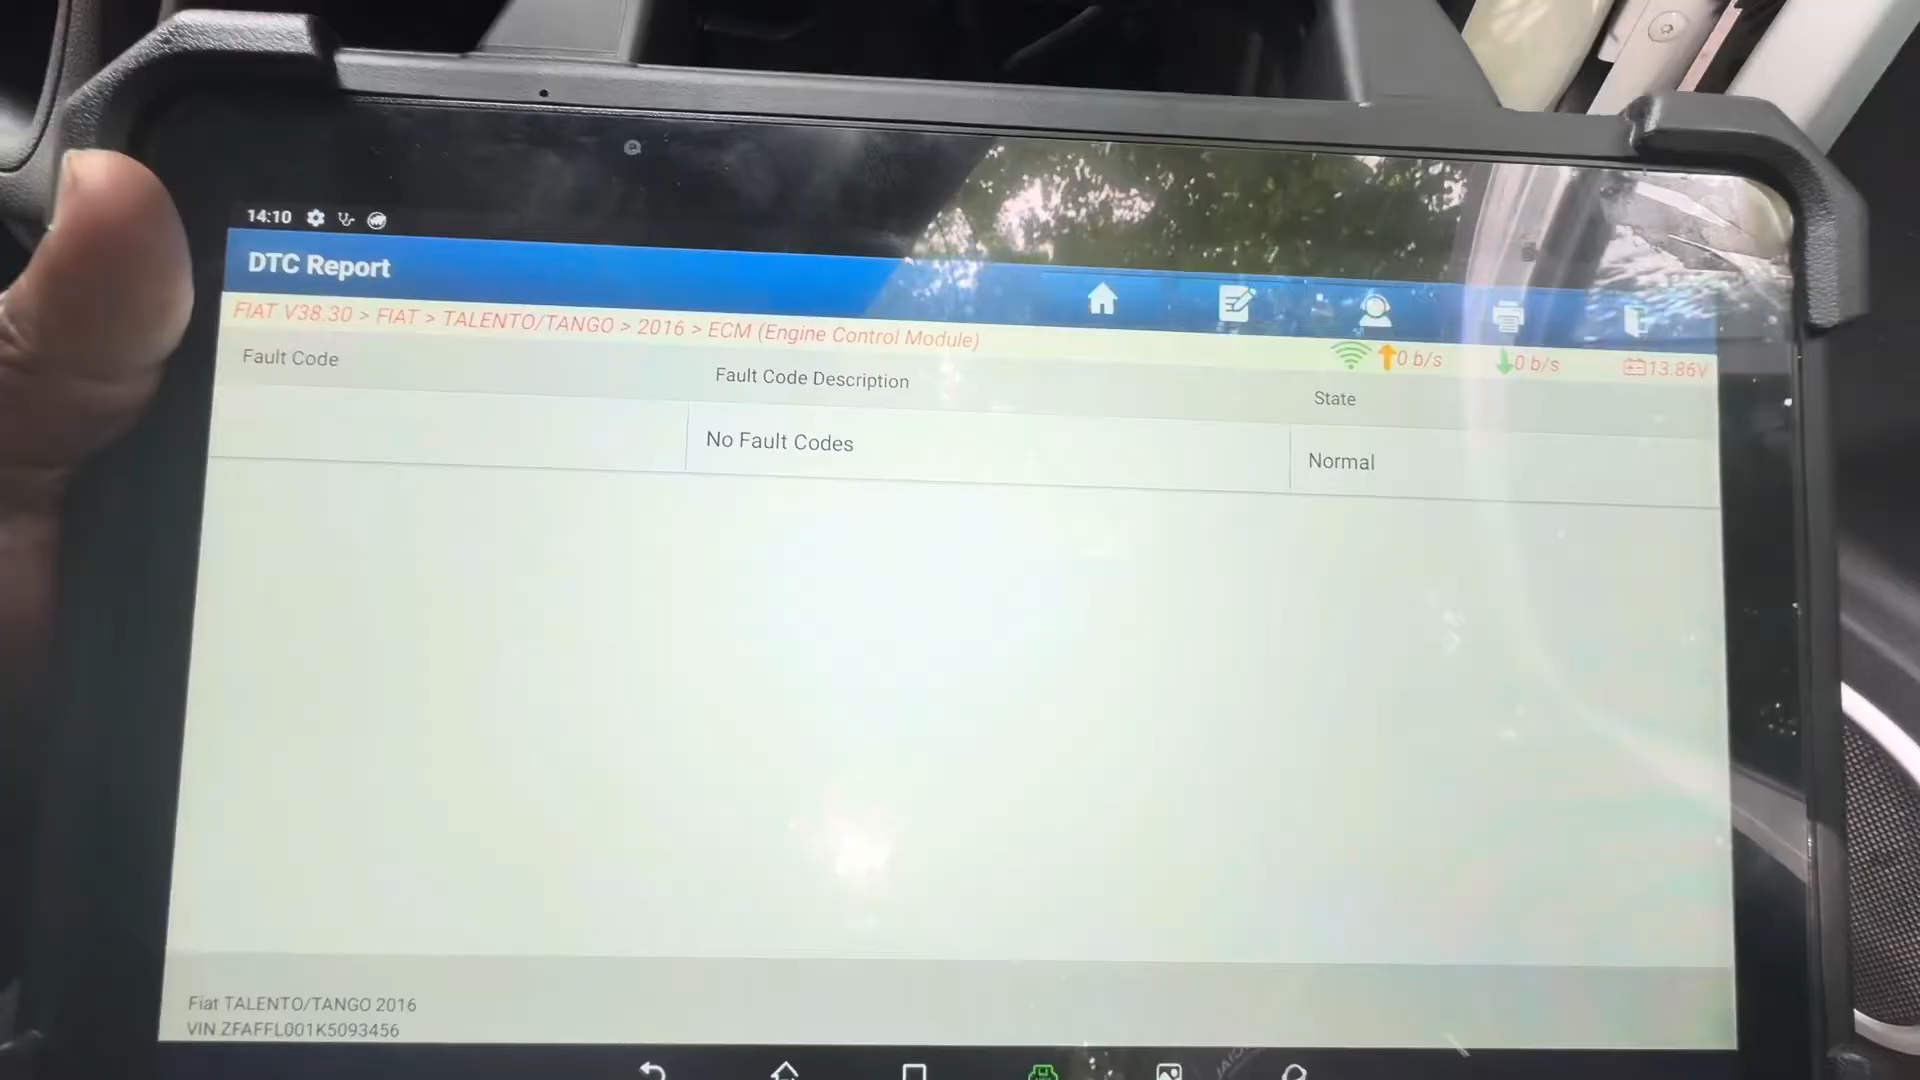 14:10
DTC Report
FIAT V38.30 > FIAT > TALENTO/TANGO > 2016 > ECM (Engine Control Module)
0 b/s 0 b/s 13.86V
Fault Code Fault Code Description State
No Fault Codes Normal
Fiat TALENTO/TANGO 2016
VIN ZFAFFL001K5093456